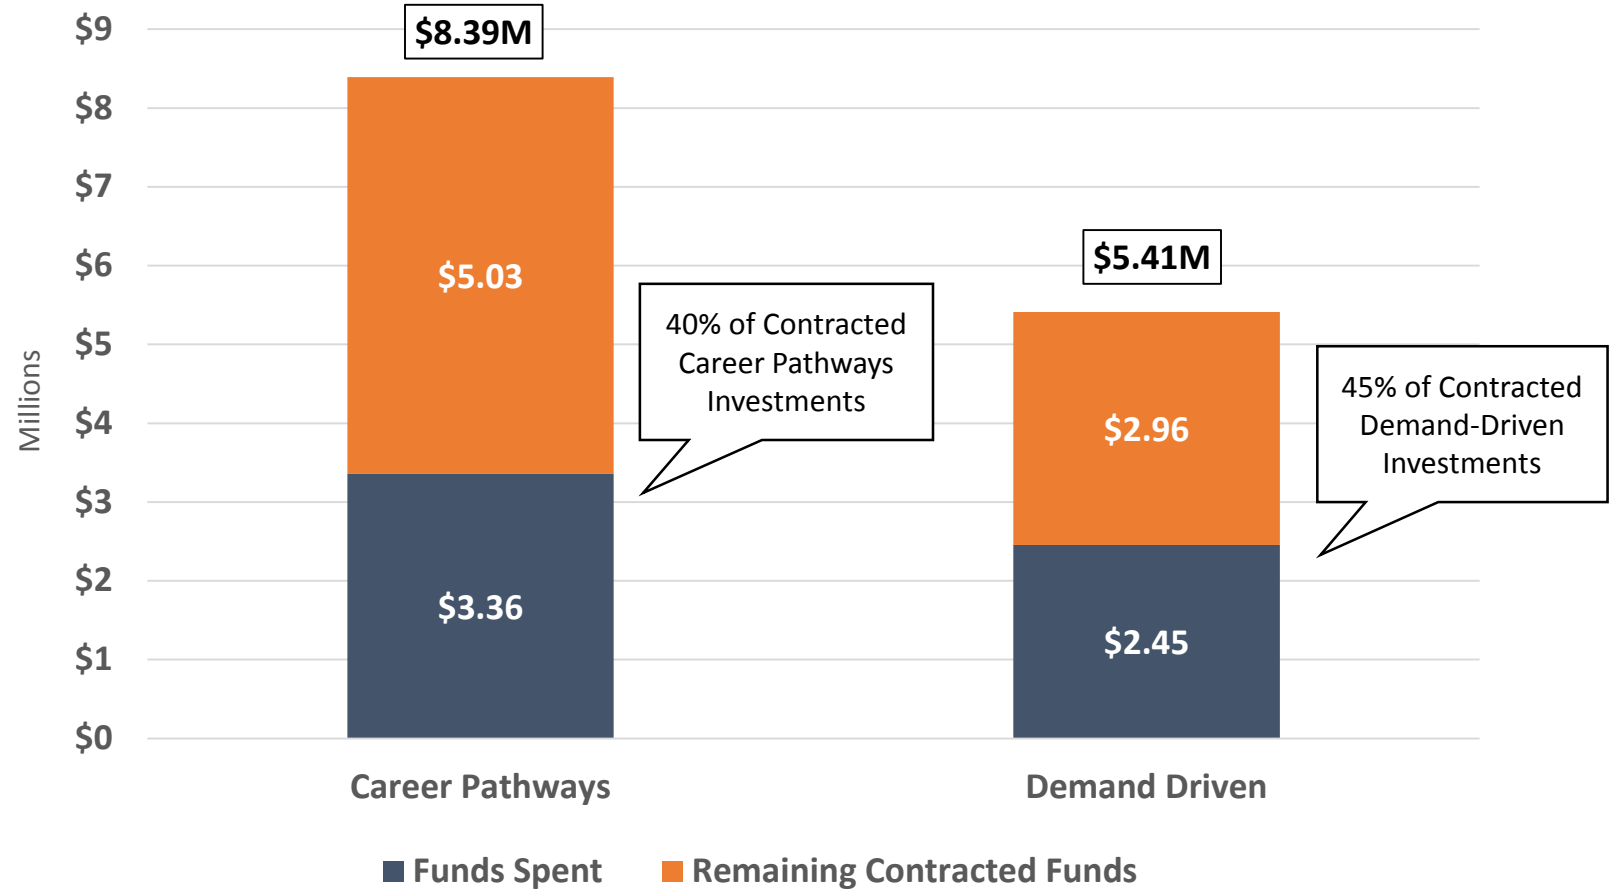 $9
$8
$7
$6
$5
$4
$3
$2
$1
$0
Millions
$8.39M
$5.03
$3.36
40% of Contracted
Career Pathways
Investments
$5.41M
$2.96
$2.45
45% of Contracted
Demand-Driven
Investments
Career Pathways
Demand Driven
Funds Spent
Remaining Contracted Funds